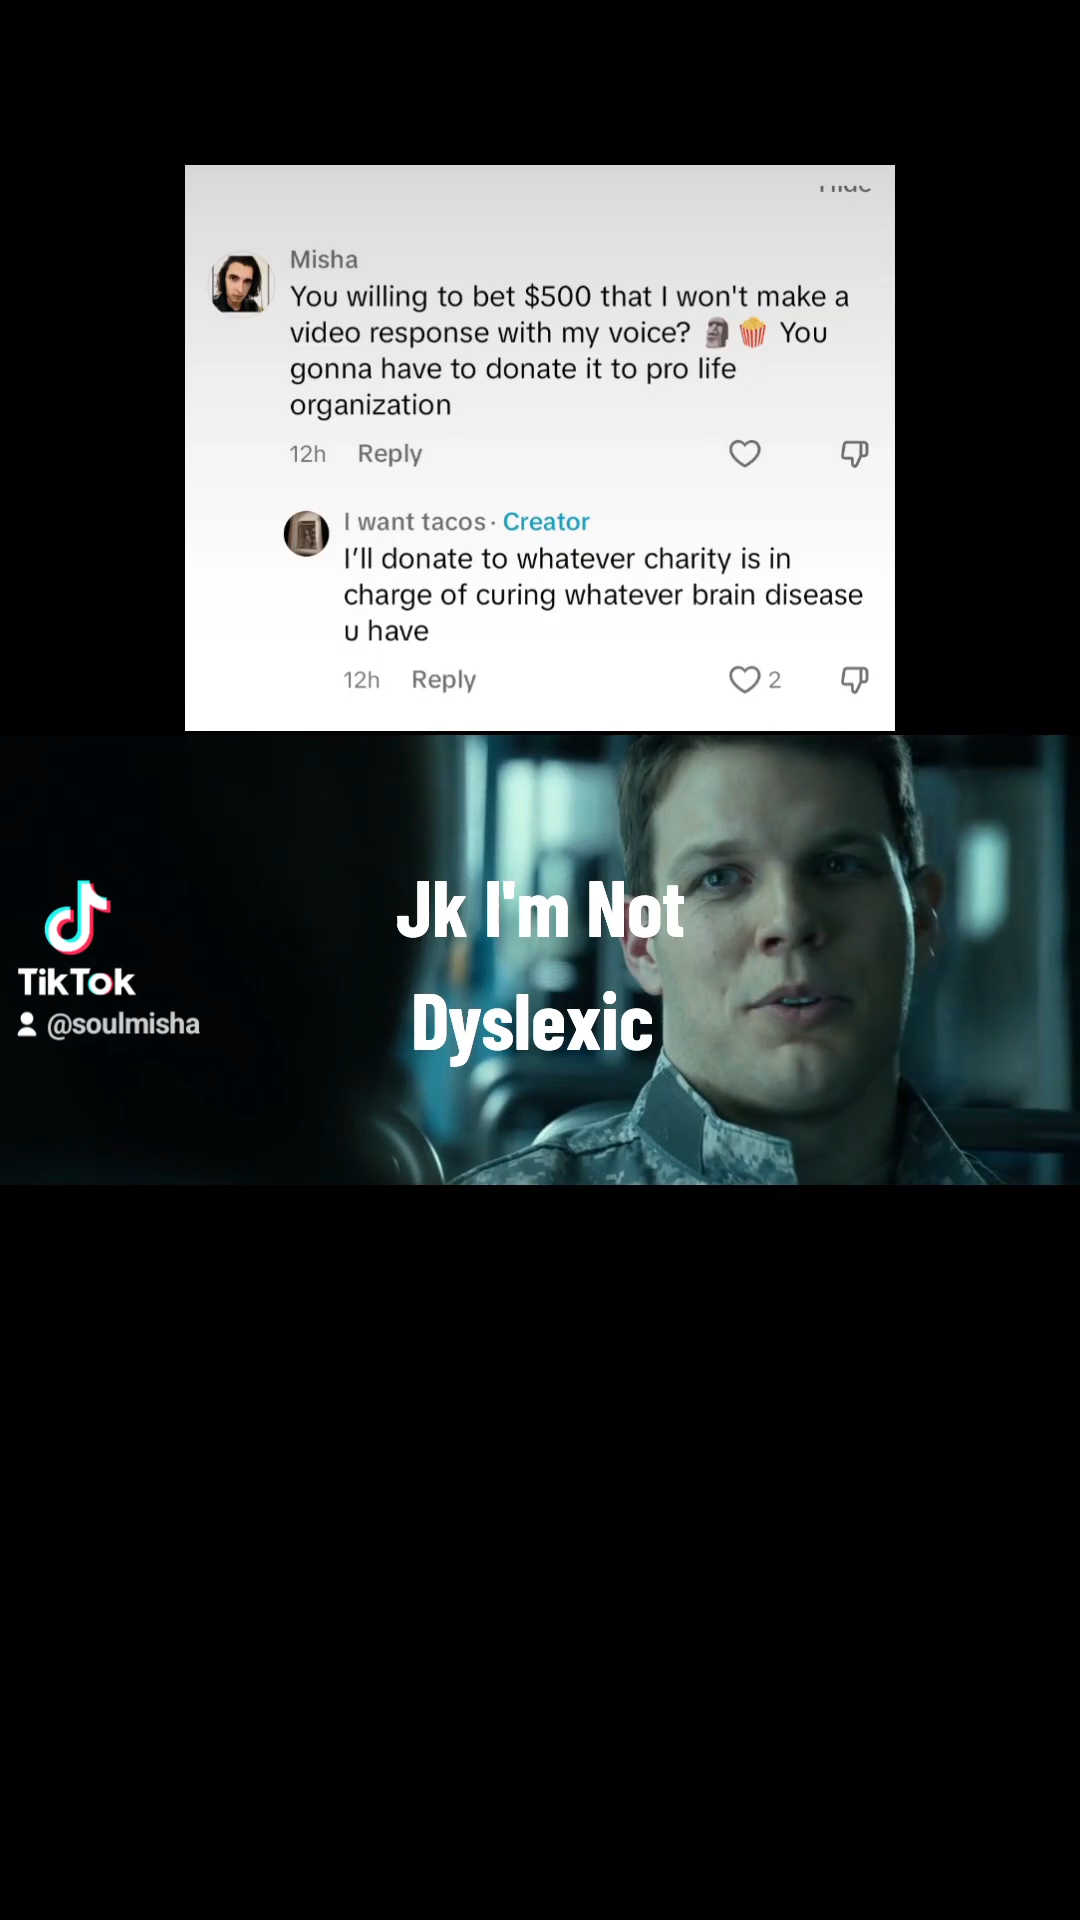 Misha
You willing to bet $500 that I won't make a
video response with my voice? 🗿🍿 You
gonna have to donate it to pro life
organization
12h Reply
I want tacos · Creator
I’ll donate to whatever charity is in
charge of curing whatever brain disease
u have
12h Reply 2
Jk I'm Not
Dyslexic
TikTok
@soulmisha